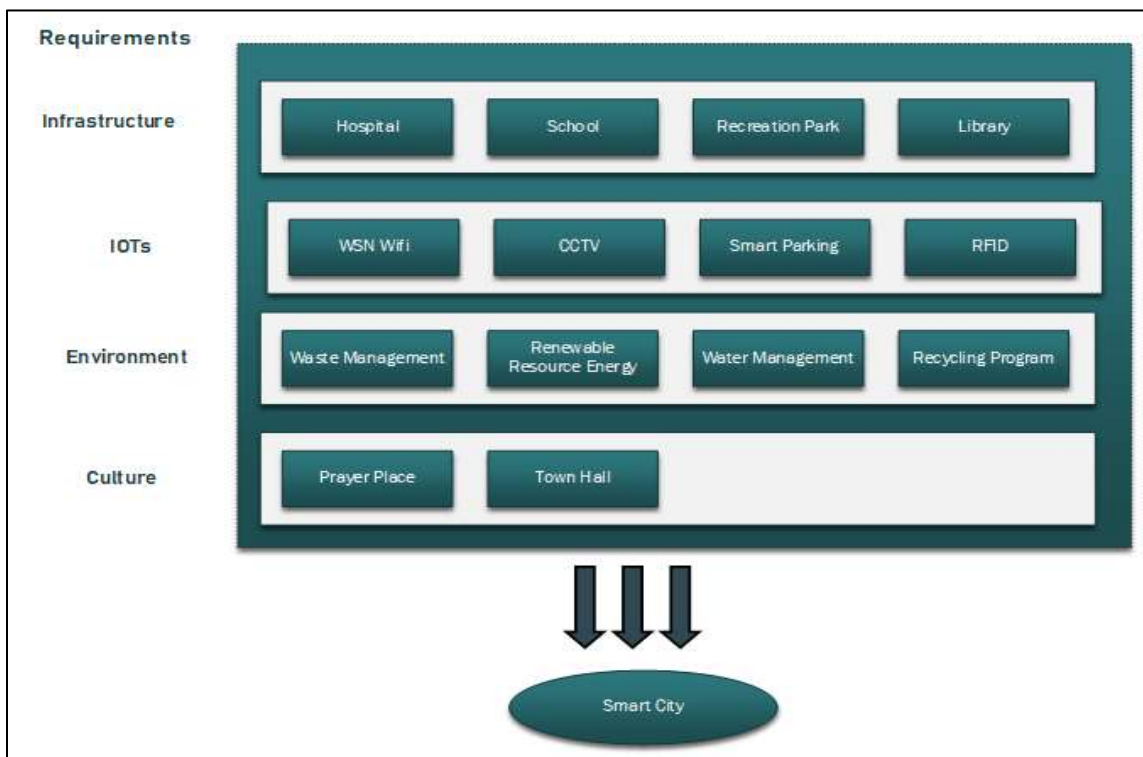 Requirements
Infrastructure
Hospital
School
Recreation Park
Library
IOTs
WSN Wifi
CCTV
Smart Parking
RFID
Environment
Waste Management
Renewable
Resource Energy
Water Management
Recycling Program
Culture
Prayer Place
Town Hall
Smart City